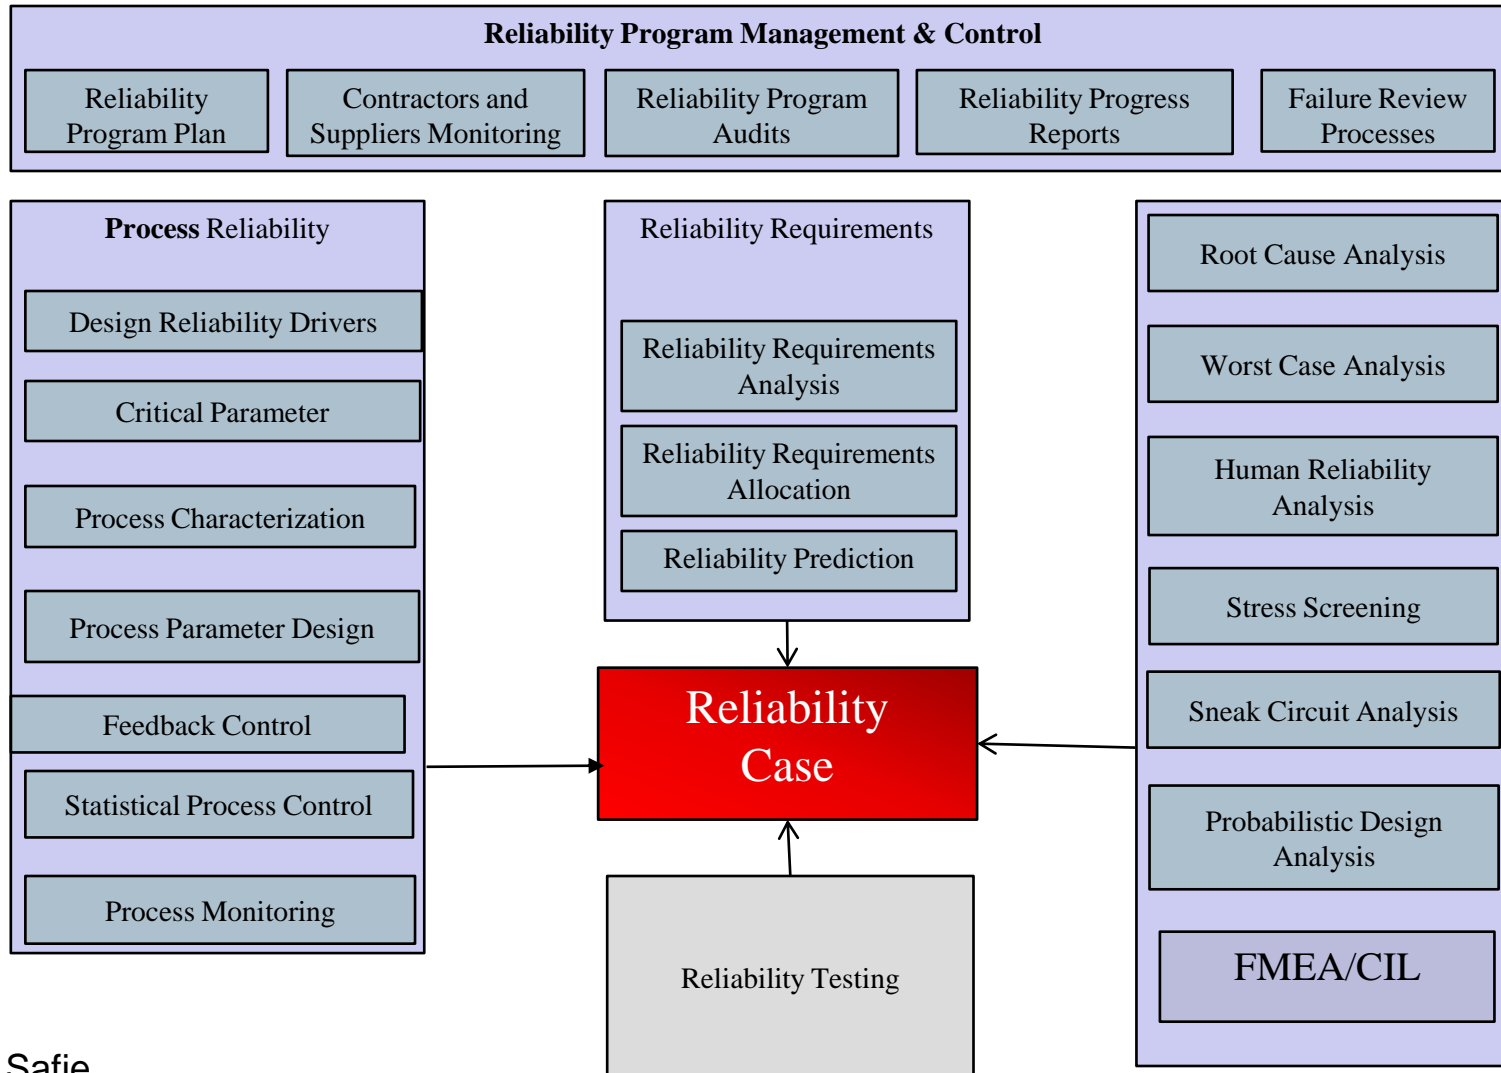 Reliability Program Management & Control
Reliability
Program Plan
Contractors and
Suppliers Monitoring
Reliability Program
Audits
Reliability Progress
Reports
Failure Review
Processes
Process Reliability
Design Reliability Drivers
Critical Parameter
Process Characterization
Process Parameter Design
Feedback Control
Statistical Process Control
Process Monitoring
Reliability Requirements
Reliability Requirements
Analysis
Reliability Requirements
Allocation
Reliability Prediction
Reliability
Case
Reliability Testing
Root Cause Analysis
Worst Case Analysis
Human Reliability
Analysis
Stress Screening
Sneak Circuit Analysis
Probabilistic Design
Analysis
FMEA/CIL
Safie